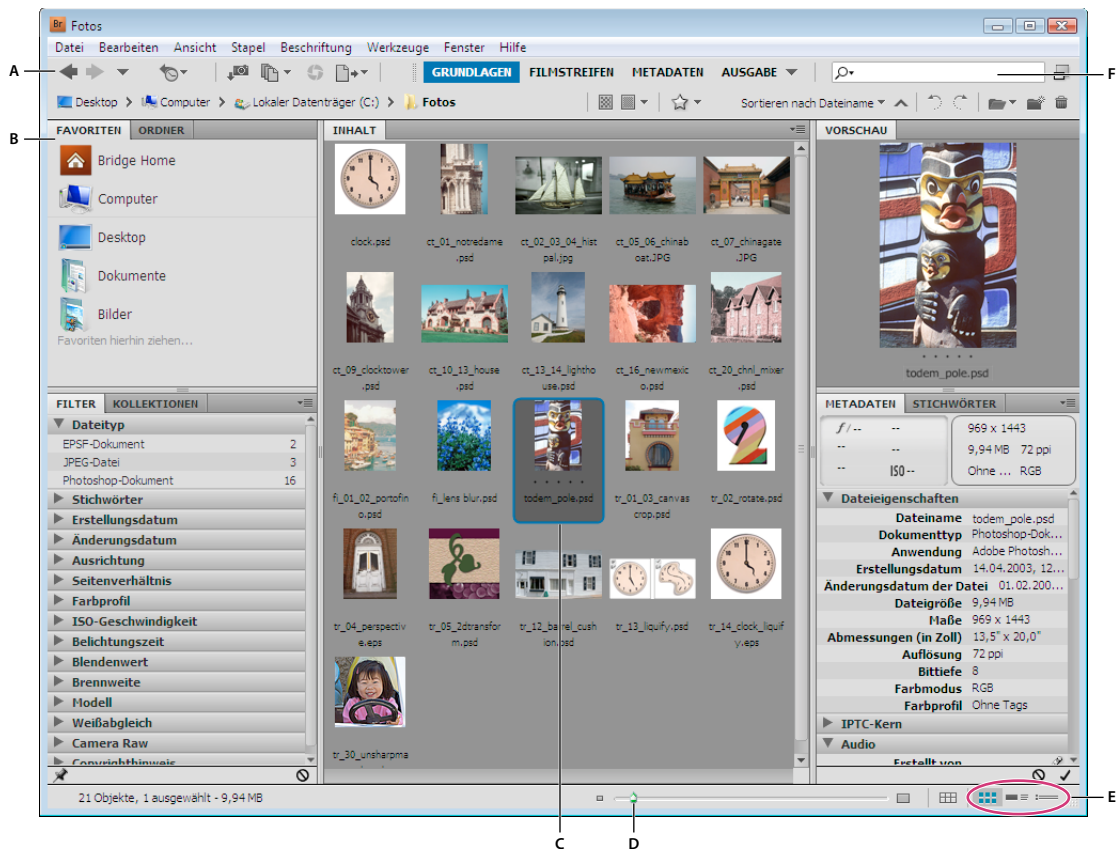 Br Fotos
Datei Bearbeiten Ansicht Stapel Beschriftung Werkzeuge Fenster Hilfe
A
GRUNDLAGEN FILMSTREIFEN METADATEN AUSGABE
F
Desktop > Computer > Lokaler Datenträger (C:) > Fotos
Sortieren nach Dateiname
B
FAVORITEN ORDNER
Bridge Home
Computer
Desktop
Dokumente
Bilder
Favoriten hierhin ziehen...
FILTER KOLLEKTIONEN
Dateityp
EPSF-Dokument 2
JPEG-Datei 3
Photoshop-Dokument 16
Stichwörter
Erstellungsdatum
Änderungsdatum
Ausrichtung
Seitenverhältnis
Farbprofil
ISO-Geschwindigkeit
Belichtungszeit
Blendenwert
Brennweite
Modell
Weißabgleich
Camera Raw
Copyrighthinweis
INHALT
clock.psd
ct_01_notredame
.psd
ct_02_03_04_hist
pal.jpg
ct_05_06_chinab
oat.JPG
ct_07_chinagate
.JPG
ct_09_clocktower
.psd
ct_10_13_house
.psd
ct_13_14_lightho
use.psd
ct_16_newmexic
o.psd
ct_20_chnl_mixer
.psd
fi_01_02_portofin
o.psd
fi_lens blur.psd
todem_pole.psd
tr_01_03_canvas
crop.psd
tr_02_rotate.psd
tr_04_perspectiv
e.eps
tr_05_2dtransfor
m.psd
tr_12_barrel_cush
ion.psd
tr_13_liquify.psd
tr_14_clock_liquif
y.eps
tr_30_unsharpma
VORSCHAU
todem_pole.psd
METADATEN STICHWÖRTER
f/-- --
-- --
-- ISO --
969 x 1443
9,94 MB 72 ppi
Ohne ... RGB
Dateieigenschaften
Dateiname todem_pole.psd
Dokumenttyp Photoshop-Dok...
Anwendung Adobe Photosh...
Erstellungsdatum 14.04.2003, 12...
Änderungsdatum der Datei 01.02.200...
Dateigröße 9,94 MB
Maße 969 x 1443
Abmessungen (in Zoll) 13,5" x 20,0"
Auflösung 72 ppi
Bittiefe 8
Farbmodus RGB
Farbprofil Ohne Tags
IPTC-Kern
Audio
Erstellt von
21 Objekte, 1 ausgewählt - 9,94 MB
E
C
D